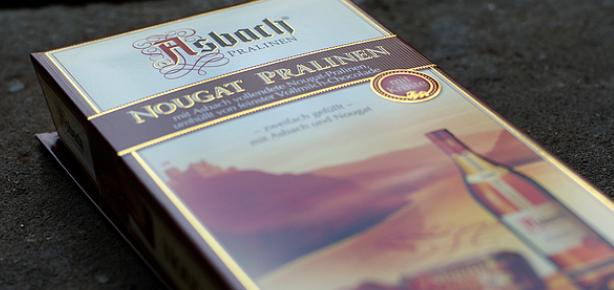 Asbach®
PRALINEN
NOUGAT PRALINEN
mit Asbach vollendete Nougat-Pralinen,
umhüllt von feinster Vollmilch-Chocolade
– zweifach gefüllt –
mit Asbach und Nougat